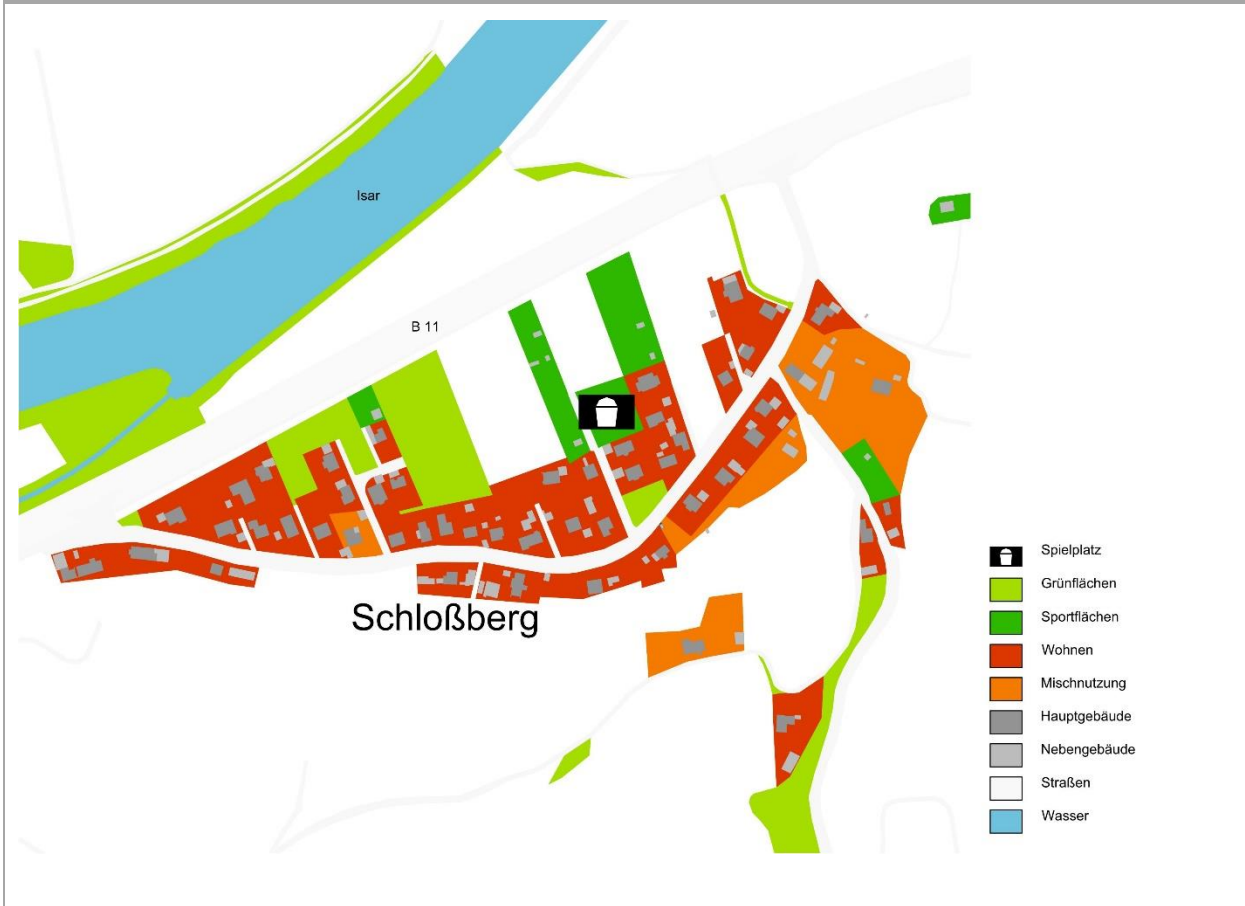 Isar
B 11
Schloßberg
Spielplatz
Grünflächen
Sportflächen
Wohnen
Mischnutzung
Hauptgebäude
Nebengebäude
Straßen
Wasser